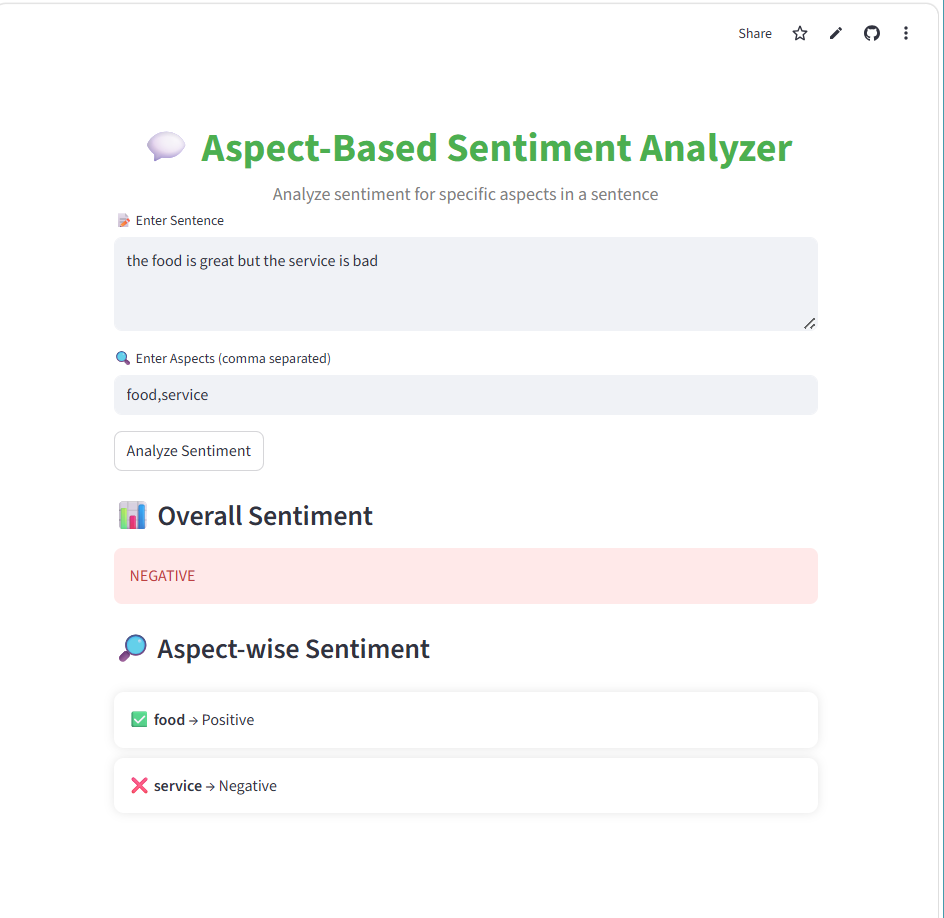 Share
Aspect-Based Sentiment Analyzer
Analyze sentiment for specific aspects in a sentence
Enter Sentence
the food is great but the service is bad
Enter Aspects (comma separated)
food,service
Analyze Sentiment
Overall Sentiment
NEGATIVE
Aspect-wise Sentiment
food → Positive
service → Negative